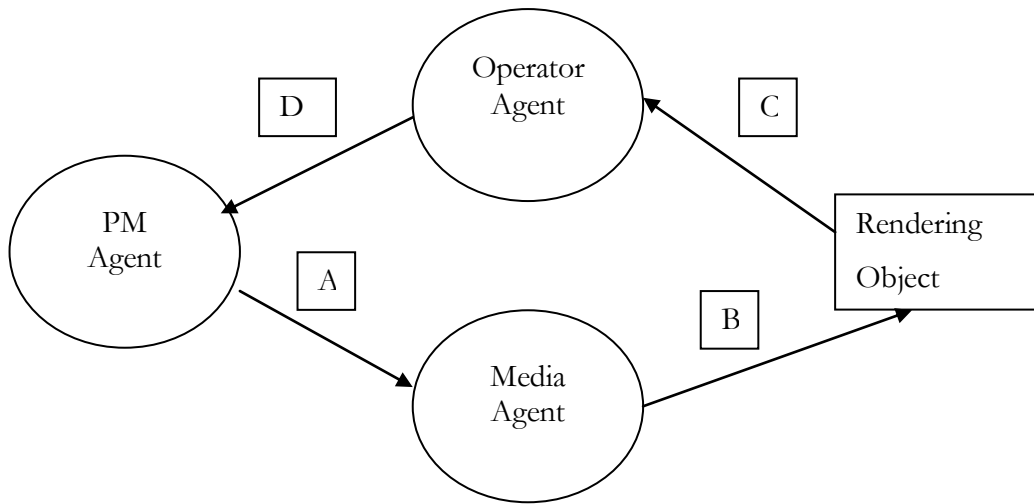 Operator
Agent
D
C
PM
Agent
Rendering
Object
A
B
Media
Agent